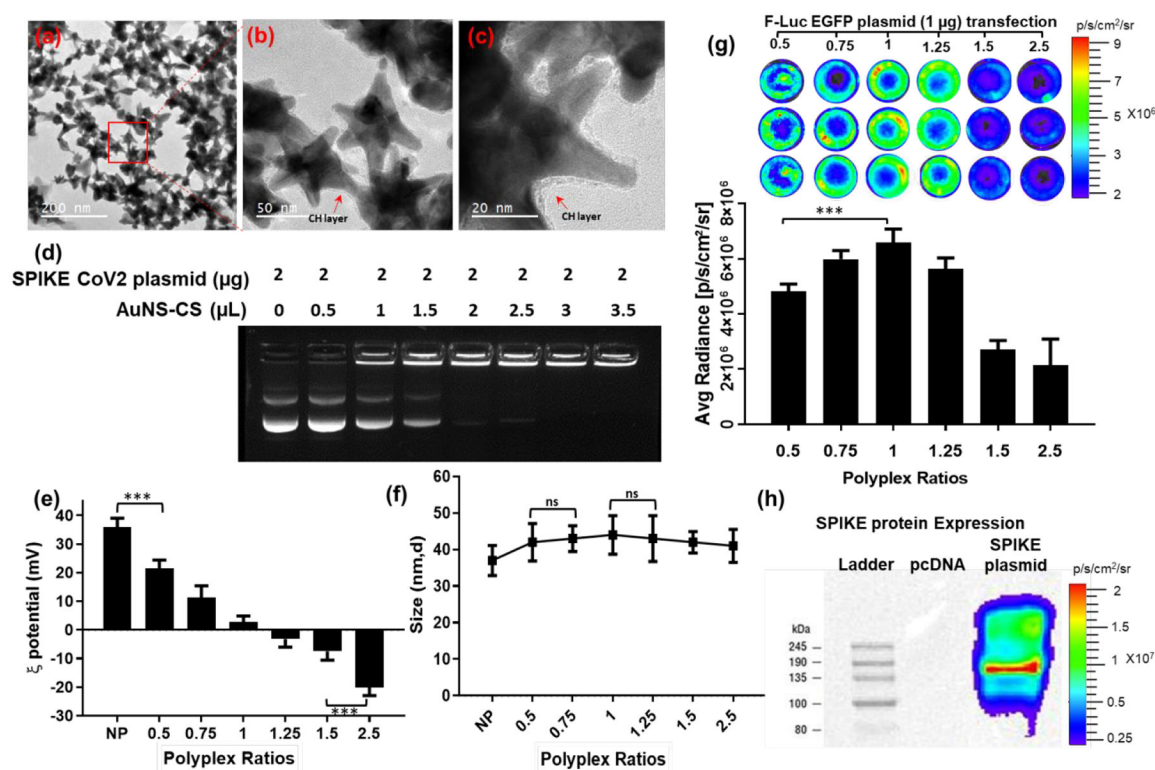 (a)
200 nm
(b)
50 nm
CH layer
(c)
20 nm
CH layer
(d)
SPIKE CoV2 plasmid (µg) 2 2 2 2 2 2 2 2
AuNS-CS (µL) 0 0.5 1 1.5 2 2.5 3 3.5
(e)
ξ potential (mV)
40
30
20
10
0
-10
-20
-30
***
***
NP 0.5 0.75 1 1.25 1.5 2.5
Polyplex Ratios
(f)
Size (nm,d)
60
50
40
30
20
10
0
ns
ns
NP 0.5 0.75 1 1.25 1.5 2.5
Polyplex Ratios
(g)
F-Luc EGFP plasmid (1 µg) transfection
0.5 0.75 1 1.25 1.5 2.5
p/s/cm²/sr
9
7
X10⁶
5
3
2
Avg Radiance [p/s/cm²/sr]
8×10⁶
6×10⁶
4×10⁶
2×10⁶
0
***
0.5 0.75 1 1.25 1.5 2.5
Polyplex Ratios
(h)
SPIKE protein Expression
Ladder pcDNA SPIKE
plasmid
kDa
245
190
135
100
80
p/s/cm²/sr
2
1.5
1 X10⁷
0.5
0.25